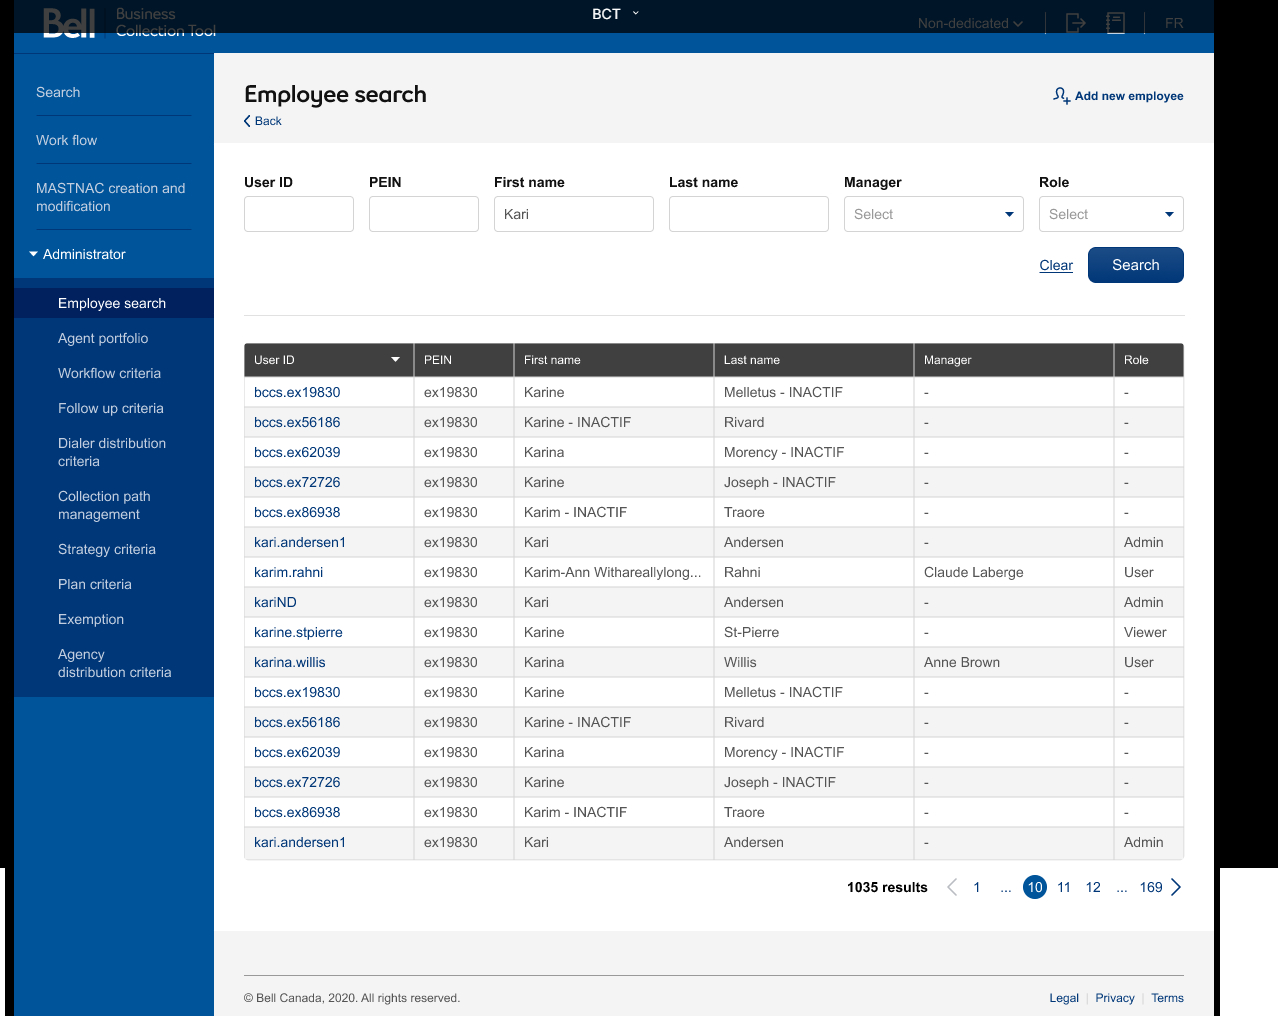 BCT
Bell
Business
Collection Tool
Non-dedicated
FR
Search
Work flow
MASTNAC creation and
modification
Administrator
Employee search
Agent portfolio
Workflow criteria
Follow up criteria
Dialer distribution
criteria
Collection path
management
Strategy criteria
Plan criteria
Exemption
Agency
distribution criteria
Employee search
Back
Add new employee
User ID PEIN First name Last name Manager Role
Kari Select Select
Clear Search
User ID PEIN First name Last name Manager Role
bccs.ex19830 ex19830 Karine Melletus - INACTIF - -
bccs.ex56186 ex19830 Karine - INACTIF Rivard - -
bccs.ex62039 ex19830 Karina Morency - INACTIF - -
bccs.ex72726 ex19830 Karine Joseph - INACTIF - -
bccs.ex86938 ex19830 Karim - INACTIF Traore - -
kari.andersen1 ex19830 Kari Andersen - Admin
karim.rahni ex19830 Karim-Ann Withareallylong... Rahni Claude Laberge User
kariND ex19830 Kari Andersen - Admin
karine.stpierre ex19830 Karine St-Pierre - Viewer
karina.willis ex19830 Karina Willis Anne Brown User
bccs.ex19830 ex19830 Karine Melletus - INACTIF - -
bccs.ex56186 ex19830 Karine - INACTIF Rivard - -
bccs.ex62039 ex19830 Karina Morency - INACTIF - -
bccs.ex72726 ex19830 Karine Joseph - INACTIF - -
bccs.ex86938 ex19830 Karim - INACTIF Traore - -
kari.andersen1 ex19830 Kari Andersen - Admin
1035 results 1 ... 10 11 12 ... 169
© Bell Canada, 2020. All rights reserved.
Legal | Privacy | Terms